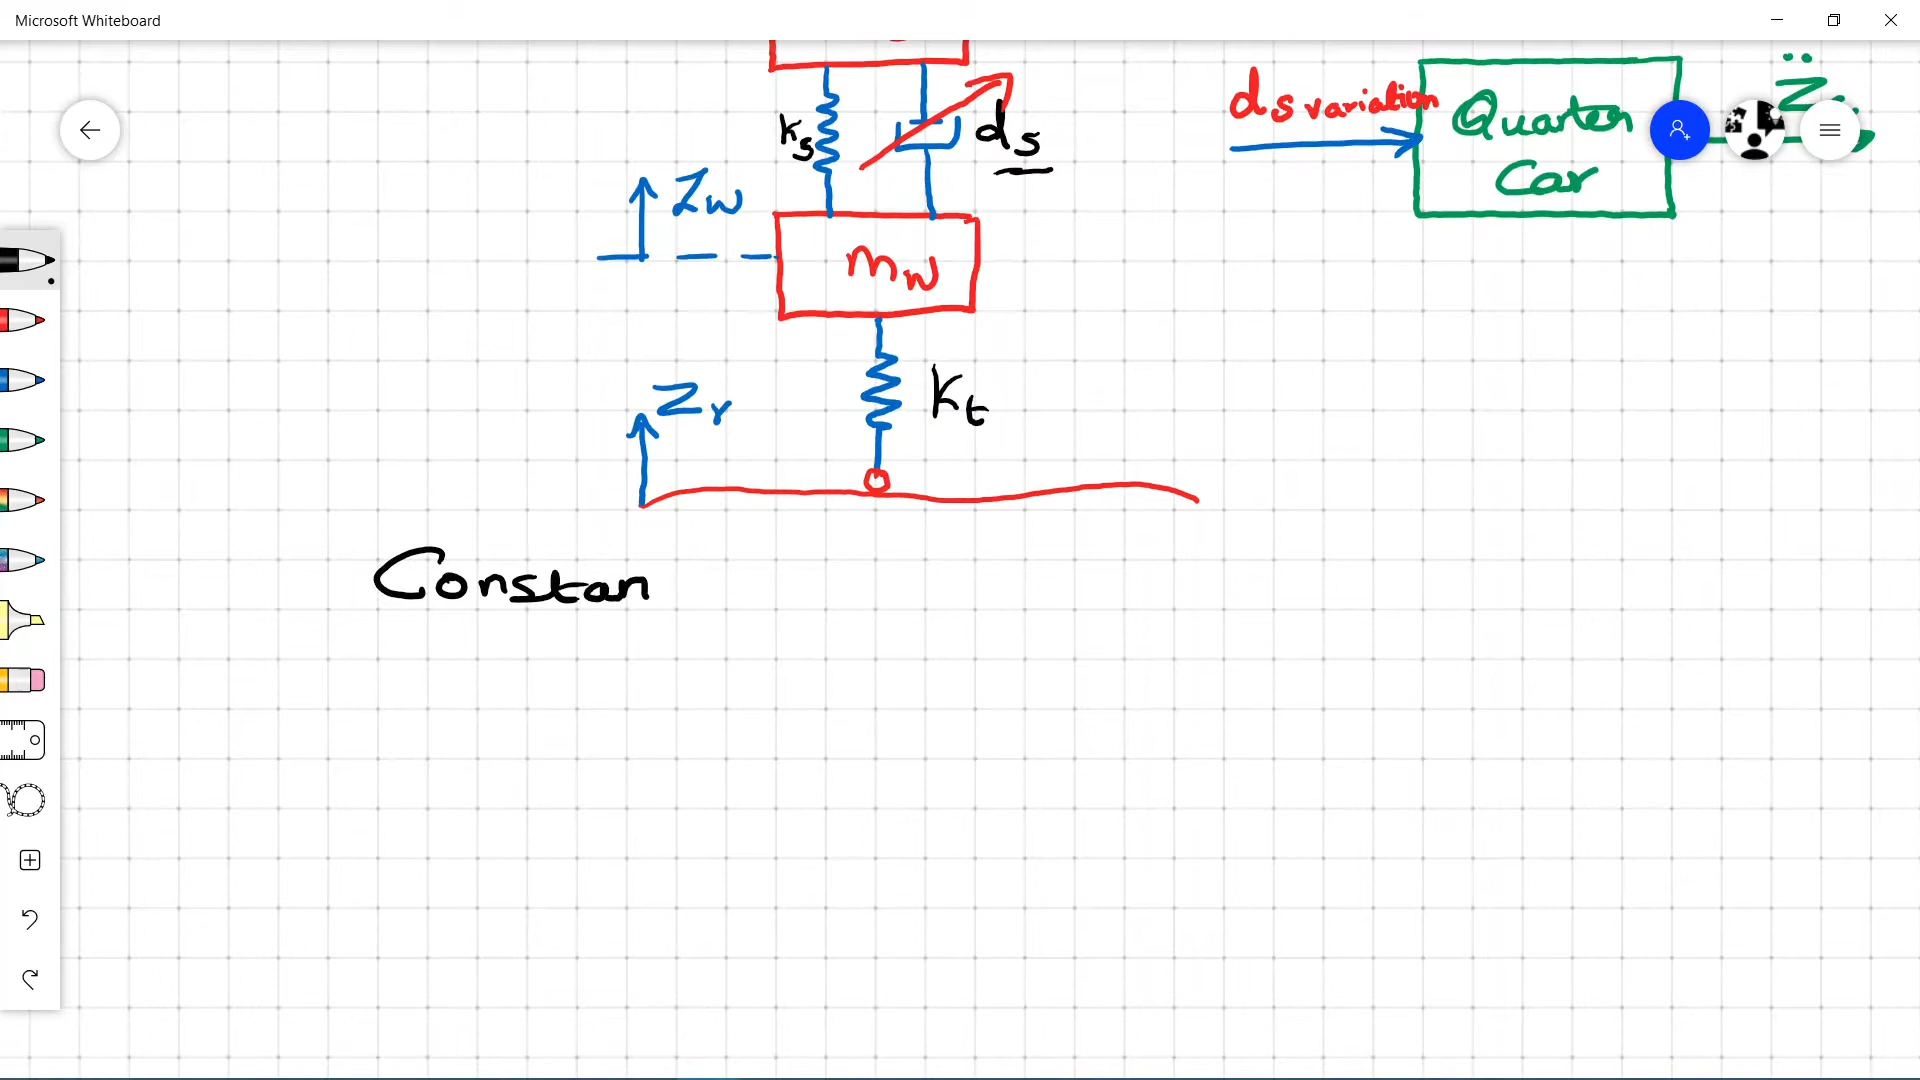 Microsoft Whiteboard
ks
ds
ds variation
Quarter
Car
Zw
mw
Zr
Kt
Constan